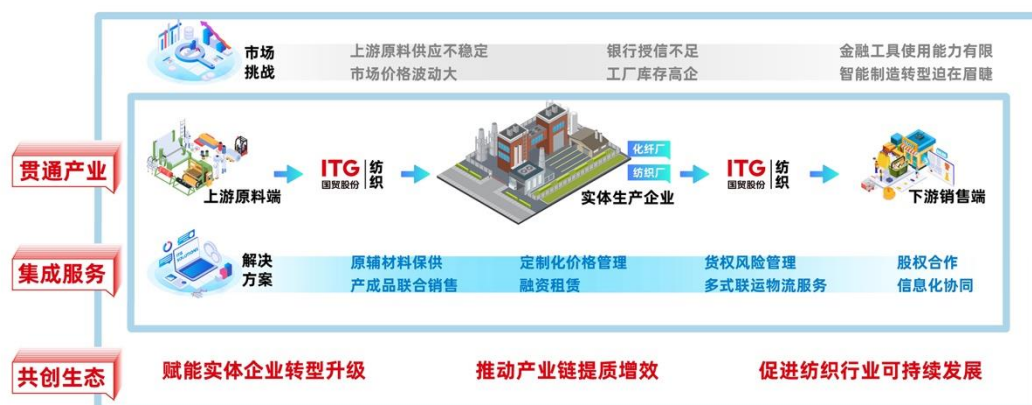 市场
挑战
上游原料供应不稳定
银行授信不足
金融工具使用能力有限
市场价格波动大
工厂库存高企
智能制造转型迫在眉睫
贯通产业
上游原料端
ITG
国贸股份
纺织
化纤厂
纺织厂
实体生产企业
ITG
国贸股份
纺织
下游销售端
集成服务
解决
方案
原辅材料保供
定制化价格管理
货权风险管理
股权合作
产成品联合销售
融资租赁
多式联运物流服务
信息化协同
共创生态
赋能实体企业转型升级
推动产业链提质增效
促进纺织行业可持续发展